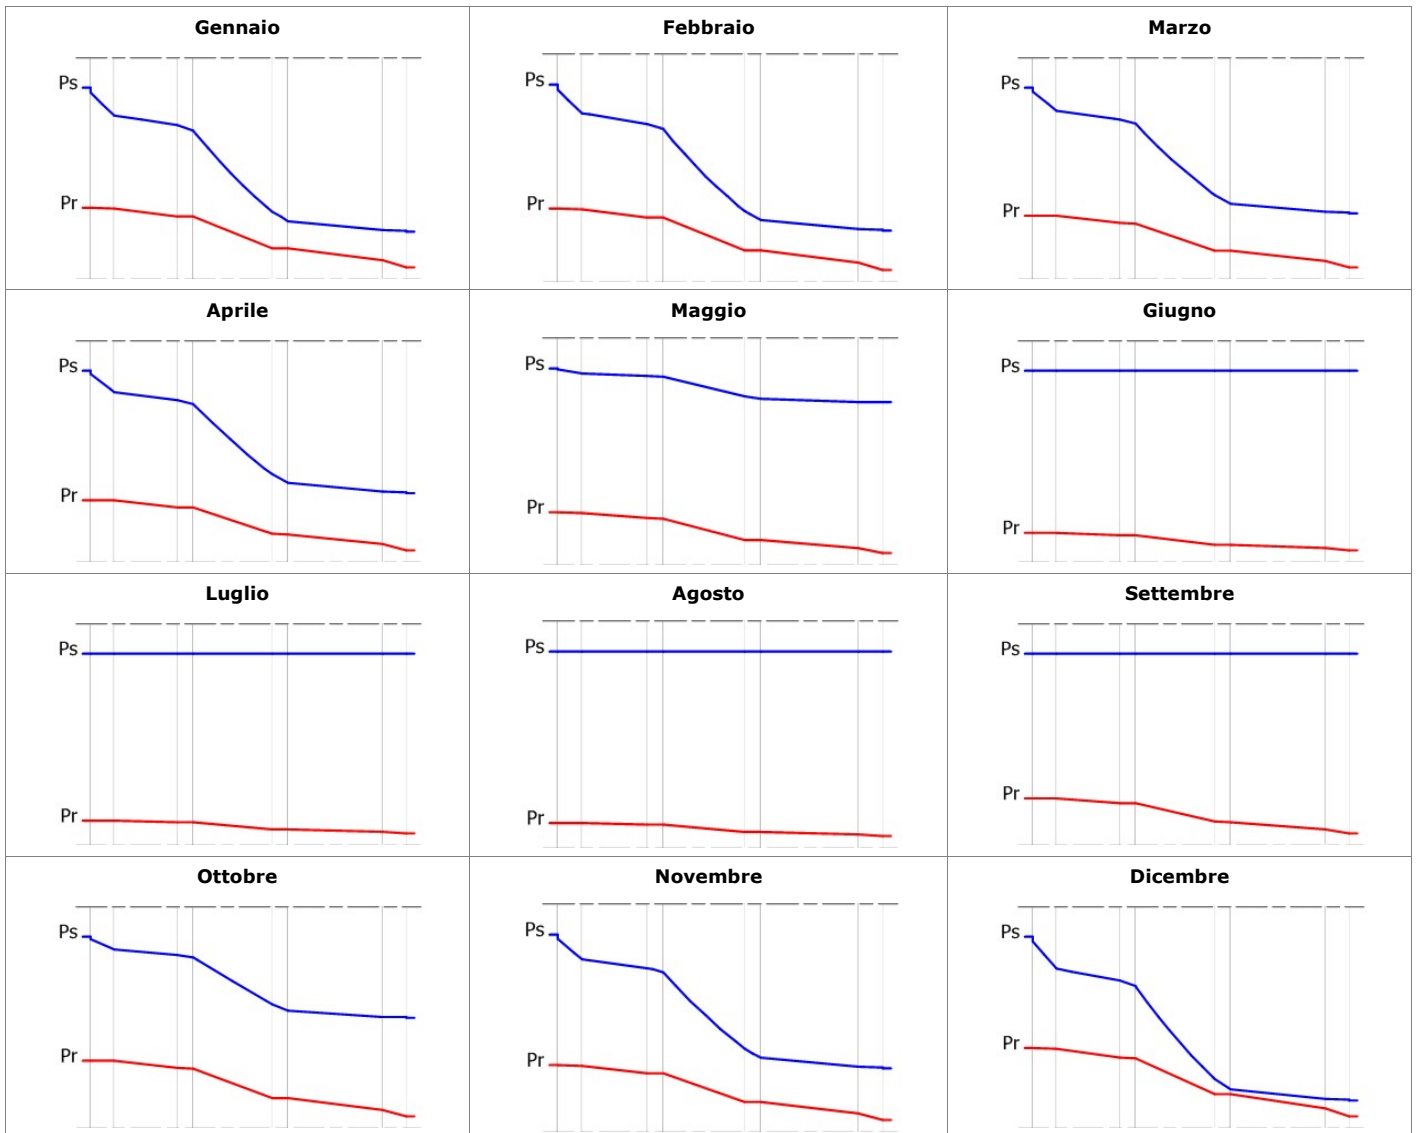 Gennaio
Febbraio
Marzo
Ps
Ps
Ps
Pr
Pr
Pr
Aprile
Maggio
Giugno
Ps
Ps
Ps
Pr
Pr
Pr
Luglio
Agosto
Settembre
Ps
Ps
Ps
Pr
Pr
Pr
Ottobre
Novembre
Dicembre
Ps
Ps
Ps
Pr
Pr
Pr